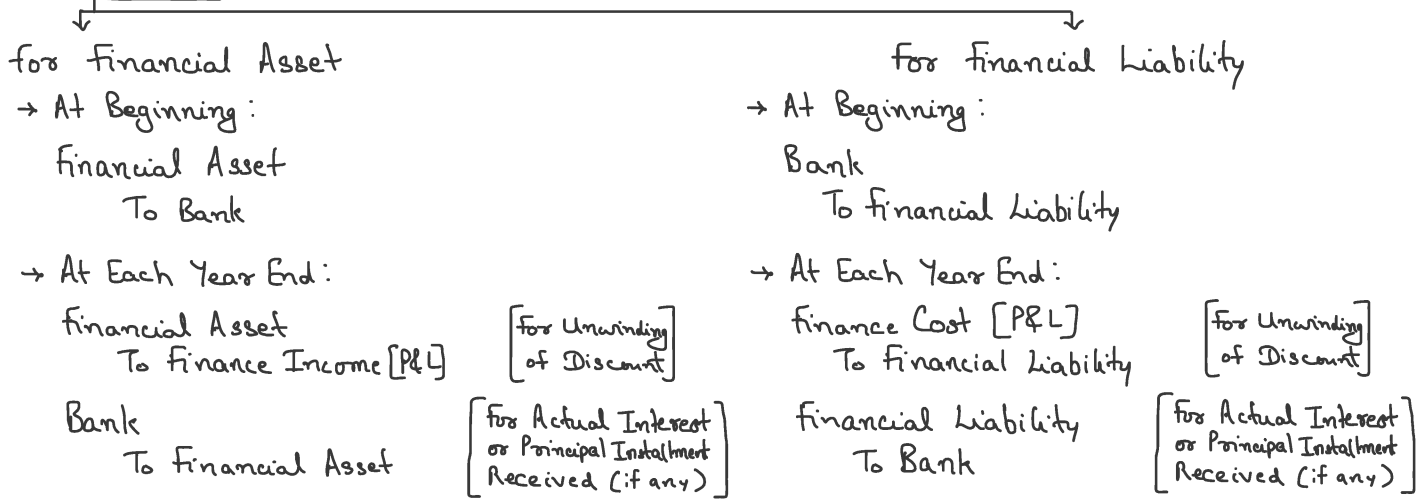 for Financial Asset
→ At Beginning :
Financial Asset
To Bank
→ At Each Year End :
Financial Asset
To Finance Income [P&L]
[For Unwinding
of Discount]
Bank
To Financial Asset
[For Actual Interest
or Principal Installment
Received (if any)]
For Financial Liability
→ At Beginning :
Bank
To Financial Liability
→ At Each Year End :
Finance Cost [P&L]
To Financial Liability
[For Unwinding
of Discount]
Financial Liability
To Bank
[For Actual Interest
or Principal Installment
Received (if any)]